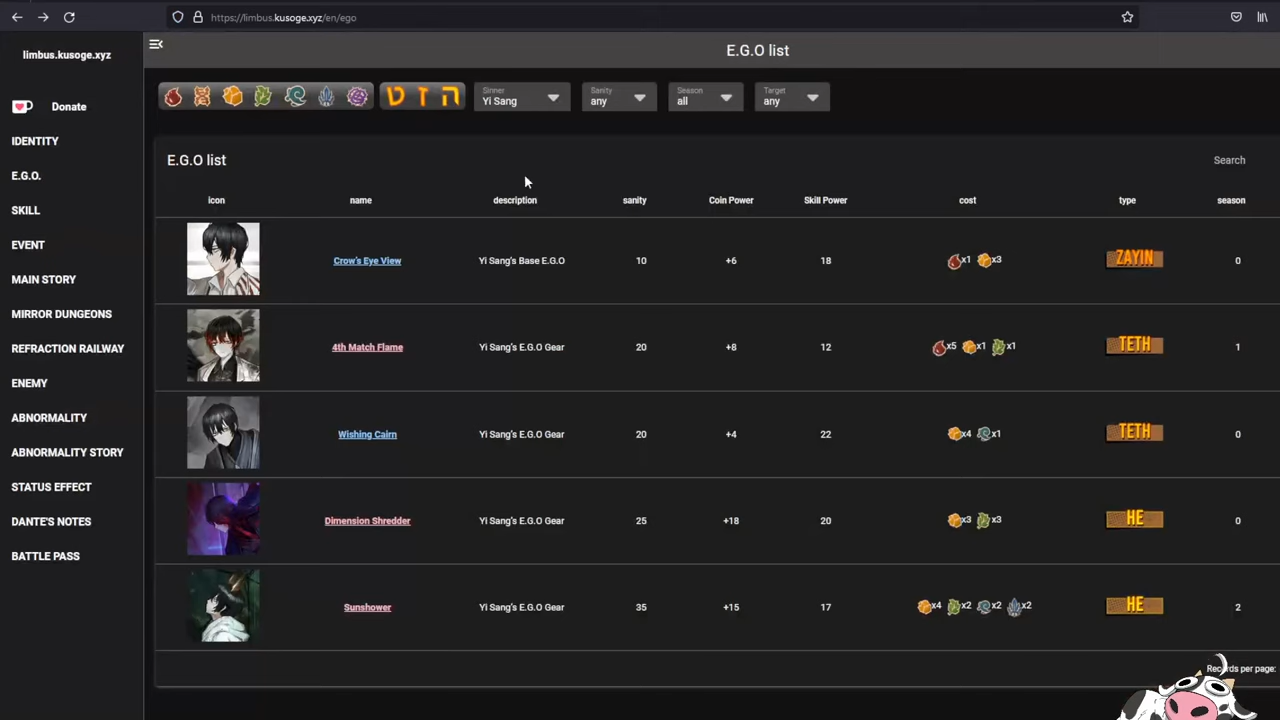 https://limbus.kusoge.xyz/en/ego
limbus.kusoge.xyz
Donate
IDENTITY
E.G.O.
SKILL
EVENT
MAIN STORY
MIRROR DUNGEONS
REFRACTION RAILWAY
ENEMY
ABNORMALITY
ABNORMALITY STORY
STATUS EFFECT
DANTE'S NOTES
BATTLE PASS
E.G.O list
ט ז ה
Sinner
Yi Sang
Sanity
any
Season
all
Target
any
E.G.O list
Search
icon name description sanity Coin Power Skill Power cost type season
Crow's Eye View Yi Sang's Base E.G.O 10 +6 18 x1 x3 ZAYIN 0
4th Match Flame Yi Sang's E.G.O Gear 20 +8 12 x5 x1 x1 TETH 1
Wishing Cairn Yi Sang's E.G.O Gear 20 +4 22 x4 x1 TETH 0
Dimension Shredder Yi Sang's E.G.O Gear 25 +18 20 x3 x3 HE 0
Sunshower Yi Sang's E.G.O Gear 35 +15 17 x4 x2 x2 x2 HE 2
Records per page: